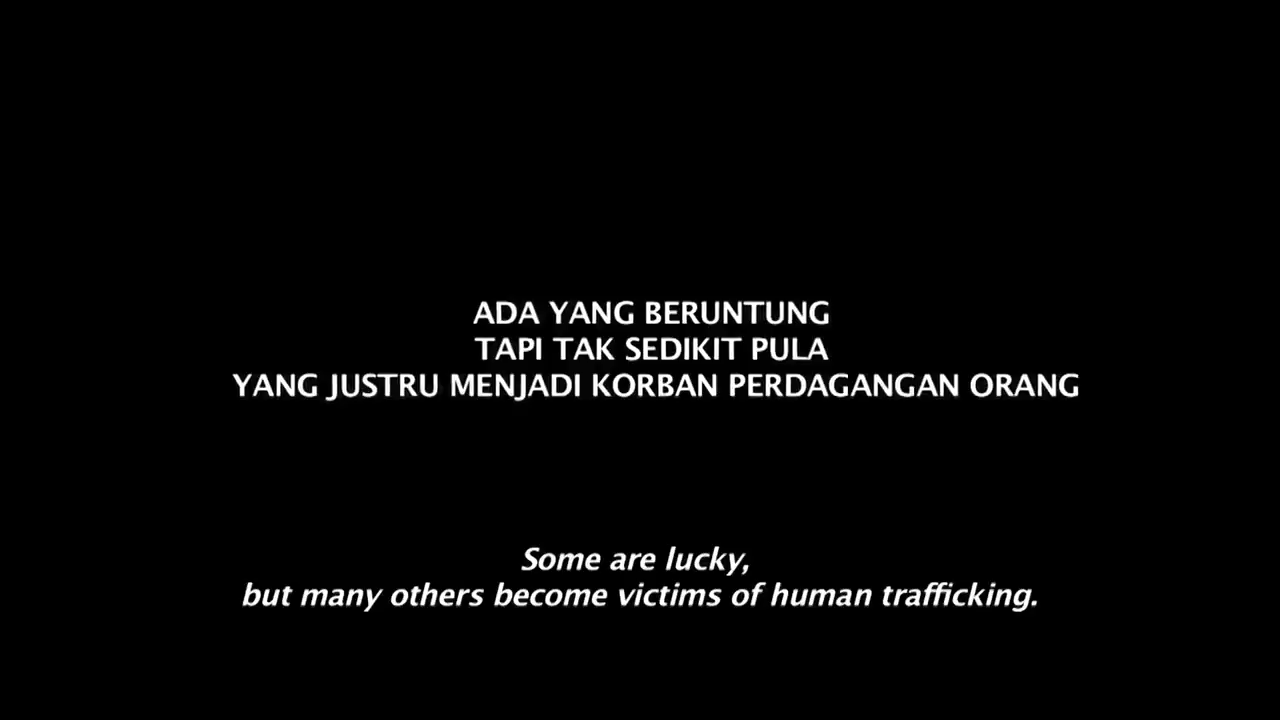 ADA YANG BERUNTUNG
TAPI TAK SEDIKIT PULA
YANG JUSTRU MENJADI KORBAN PERDAGANGAN ORANG
Some are lucky,
but many others become victims of human trafficking.